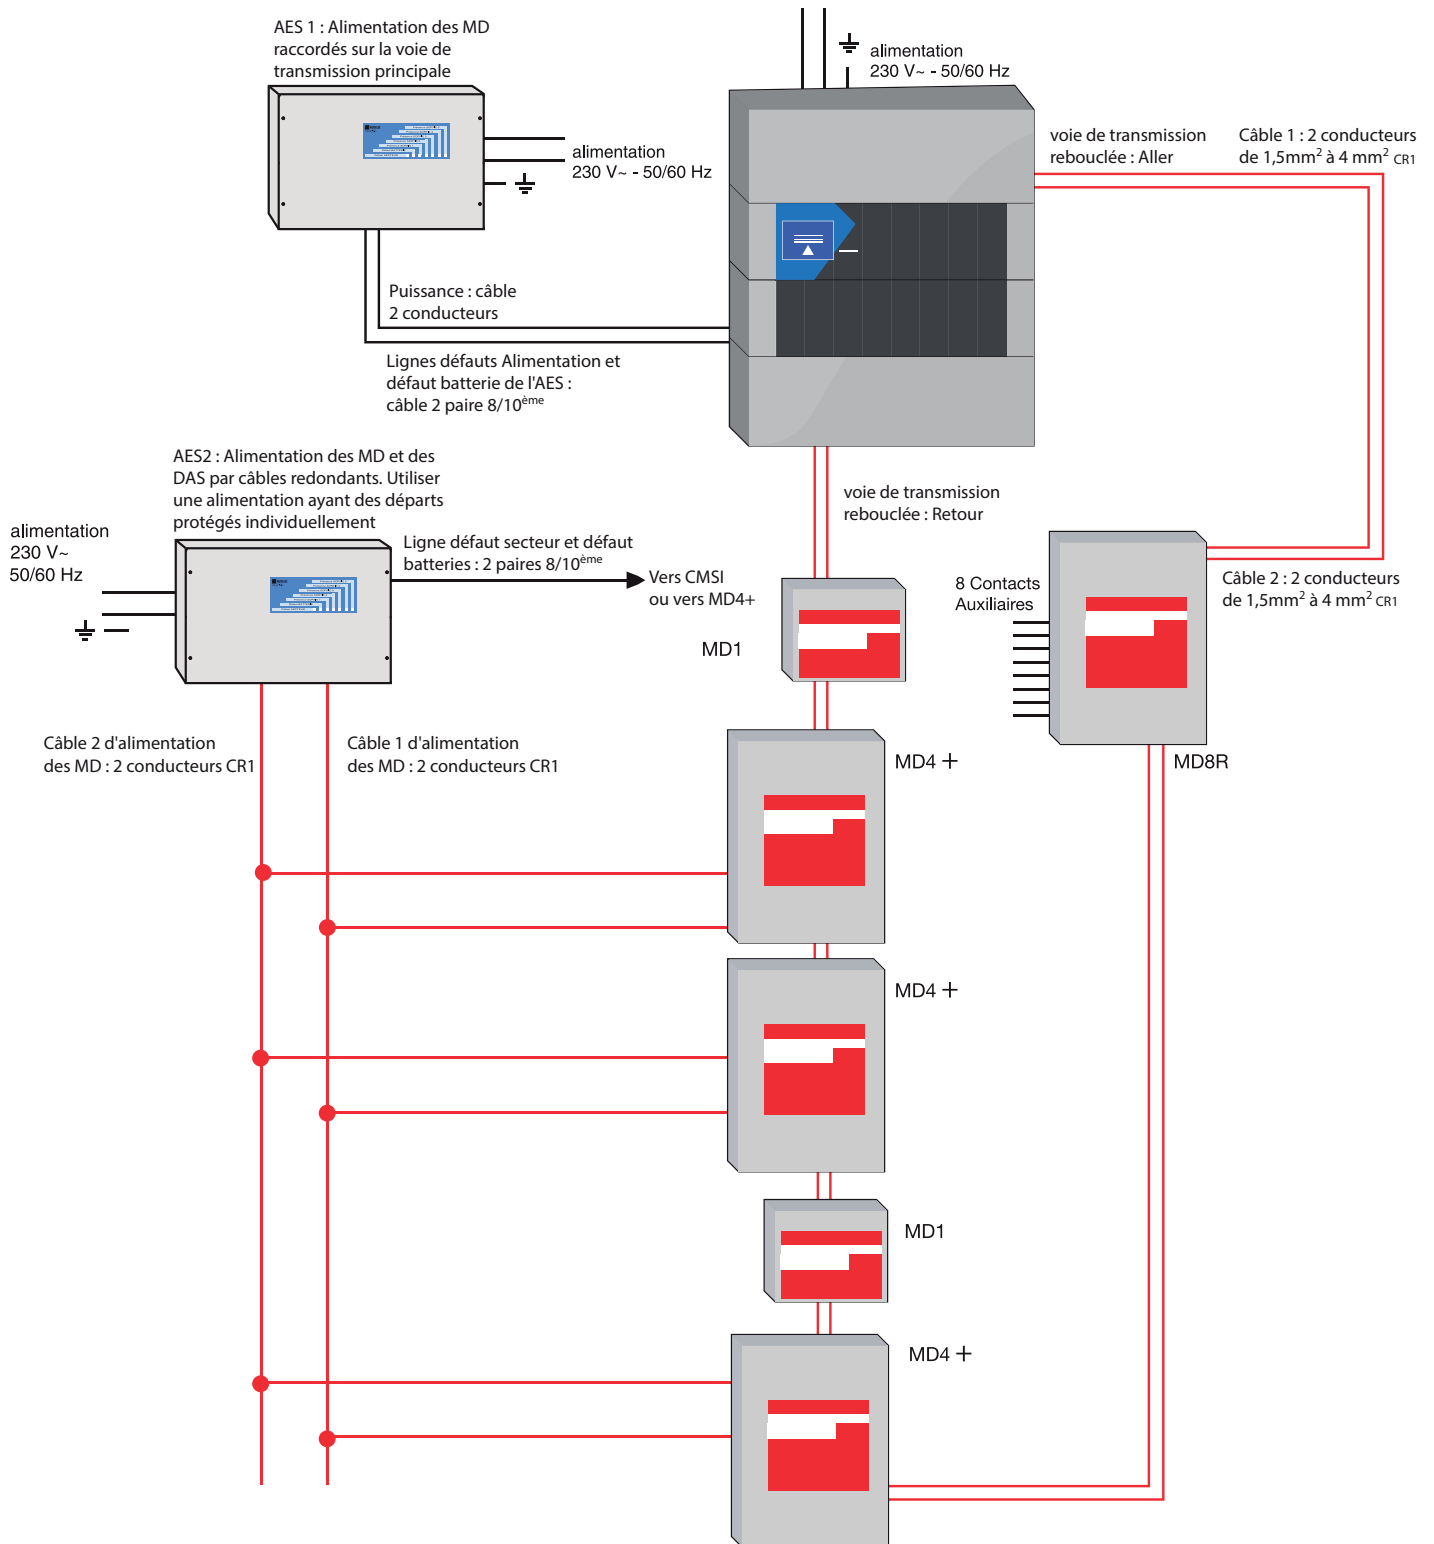 AES 1 : Alimentation des MD
raccordés sur la voie de
transmission principale
alimentation
230 V~ - 50/60 Hz
alimentation
230 V~ - 50/60 Hz
voie de transmission
rebouclée : Aller
Câble 1 : 2 conducteurs
de 1,5mm² à 4 mm² CR1
Puissance : câble
2 conducteurs
Lignes défauts Alimentation et
défaut batterie de l'AES :
câble 2 paire 8/10ème
AES2 : Alimentation des MD et des
DAS par câbles redondants. Utiliser
une alimentation ayant des départs
protégés individuellement
voie de transmission
rebouclée : Retour
alimentation
230 V~
50/60 Hz
Ligne défaut secteur et défaut
batteries : 2 paires 8/10ème
Vers CMSI
ou vers MD4+
8 Contacts
Auxiliaires
Câble 2 : 2 conducteurs
de 1,5mm² à 4 mm² CR1
MD1
Câble 2 d'alimentation
des MD : 2 conducteurs CR1
Câble 1 d'alimentation
des MD : 2 conducteurs CR1
MD4 +
MD8R
MD4 +
MD1
MD4 +